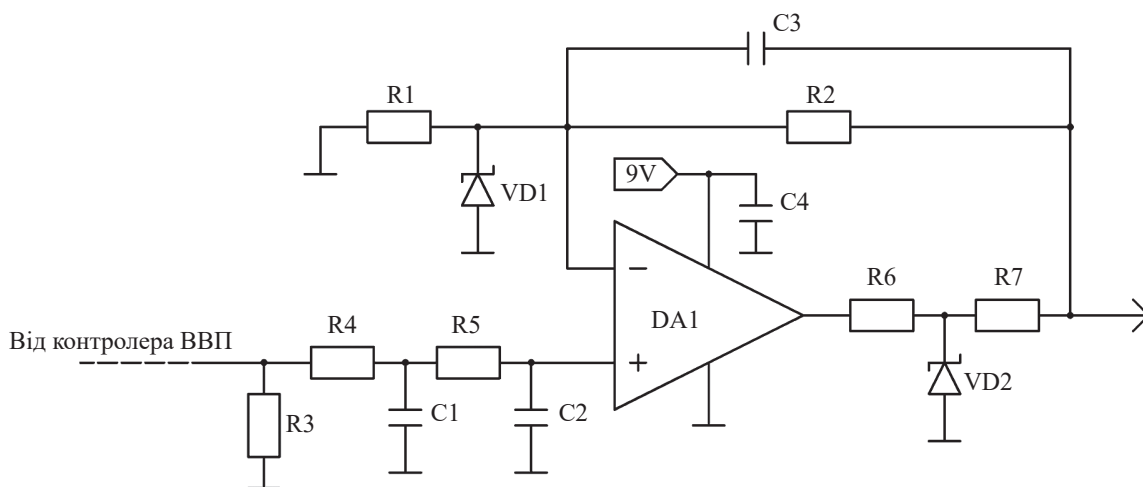 C3
R1
R2
9V
VD1
C4
−
DA1
R6
R7
R4
R5
Від контролера ВВП
+
VD2
R3
C1
C2